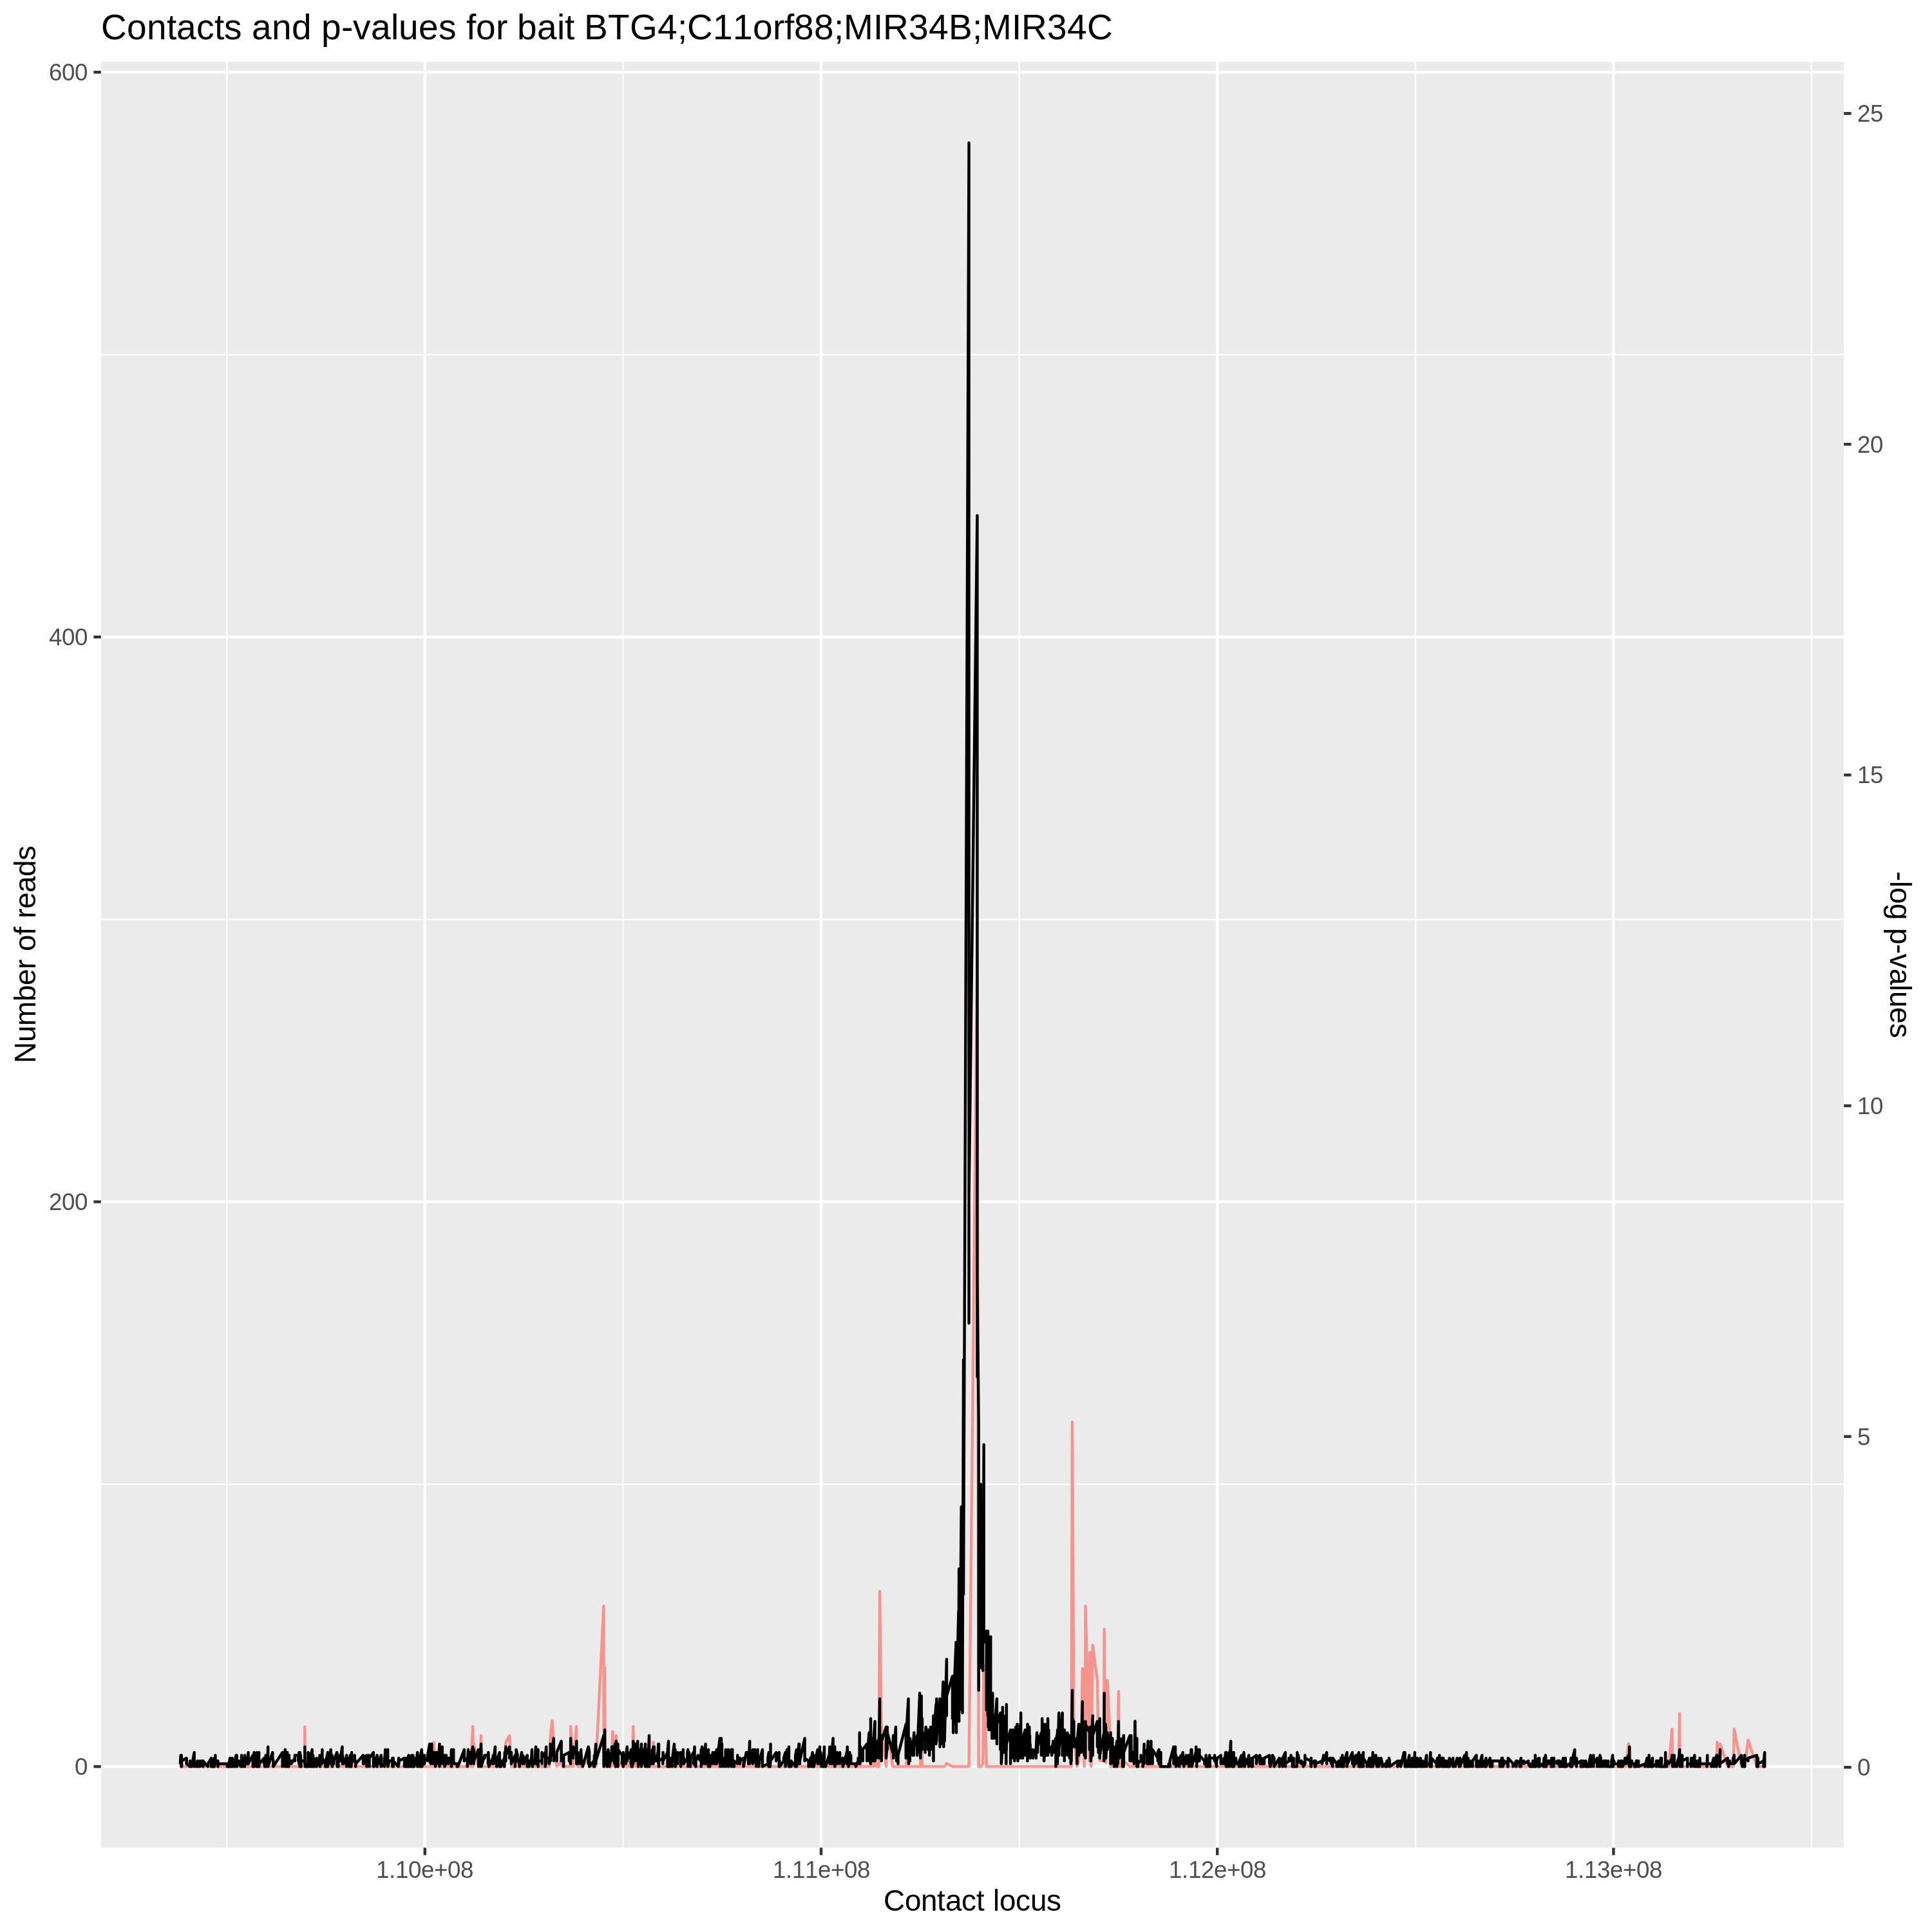 Contacts and p-values for bait BTG4;C11orf88;MIR34B;MIR34C
600
400
200
0
Number of reads
25
20
15
10
5
0
-log p-values
1.10e+08 1.11e+08 1.12e+08 1.13e+08
Contact locus